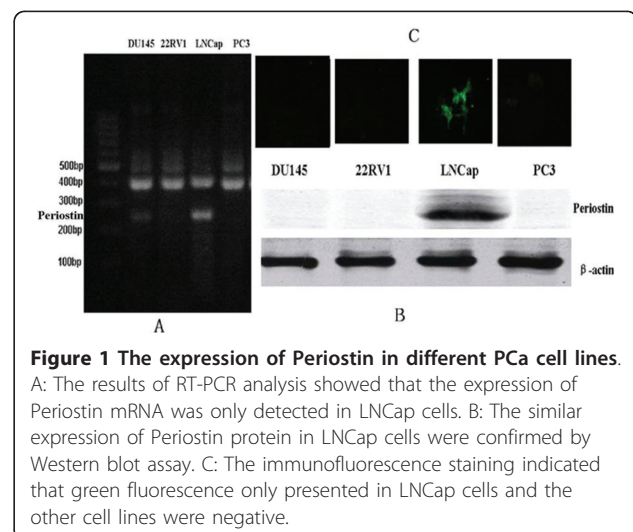 DU145 22RV1 LNCap PC3
500bp
400bp
300bp
Periostin
200bp
100bp
A
C
DU145 22RV1 LNCap PC3
Periostin
β-actin
B
Figure 1 The expression of Periostin in different PCa cell lines.
A: The results of RT-PCR analysis showed that the expression of
Periostin mRNA was only detected in LNCap cells. B: The similar
expression of Periostin protein in LNCap cells were confirmed by
Western blot assay. C: The immunofluorescence staining indicated
that green fluorescence only presented in LNCap cells and the
other cell lines were negative.